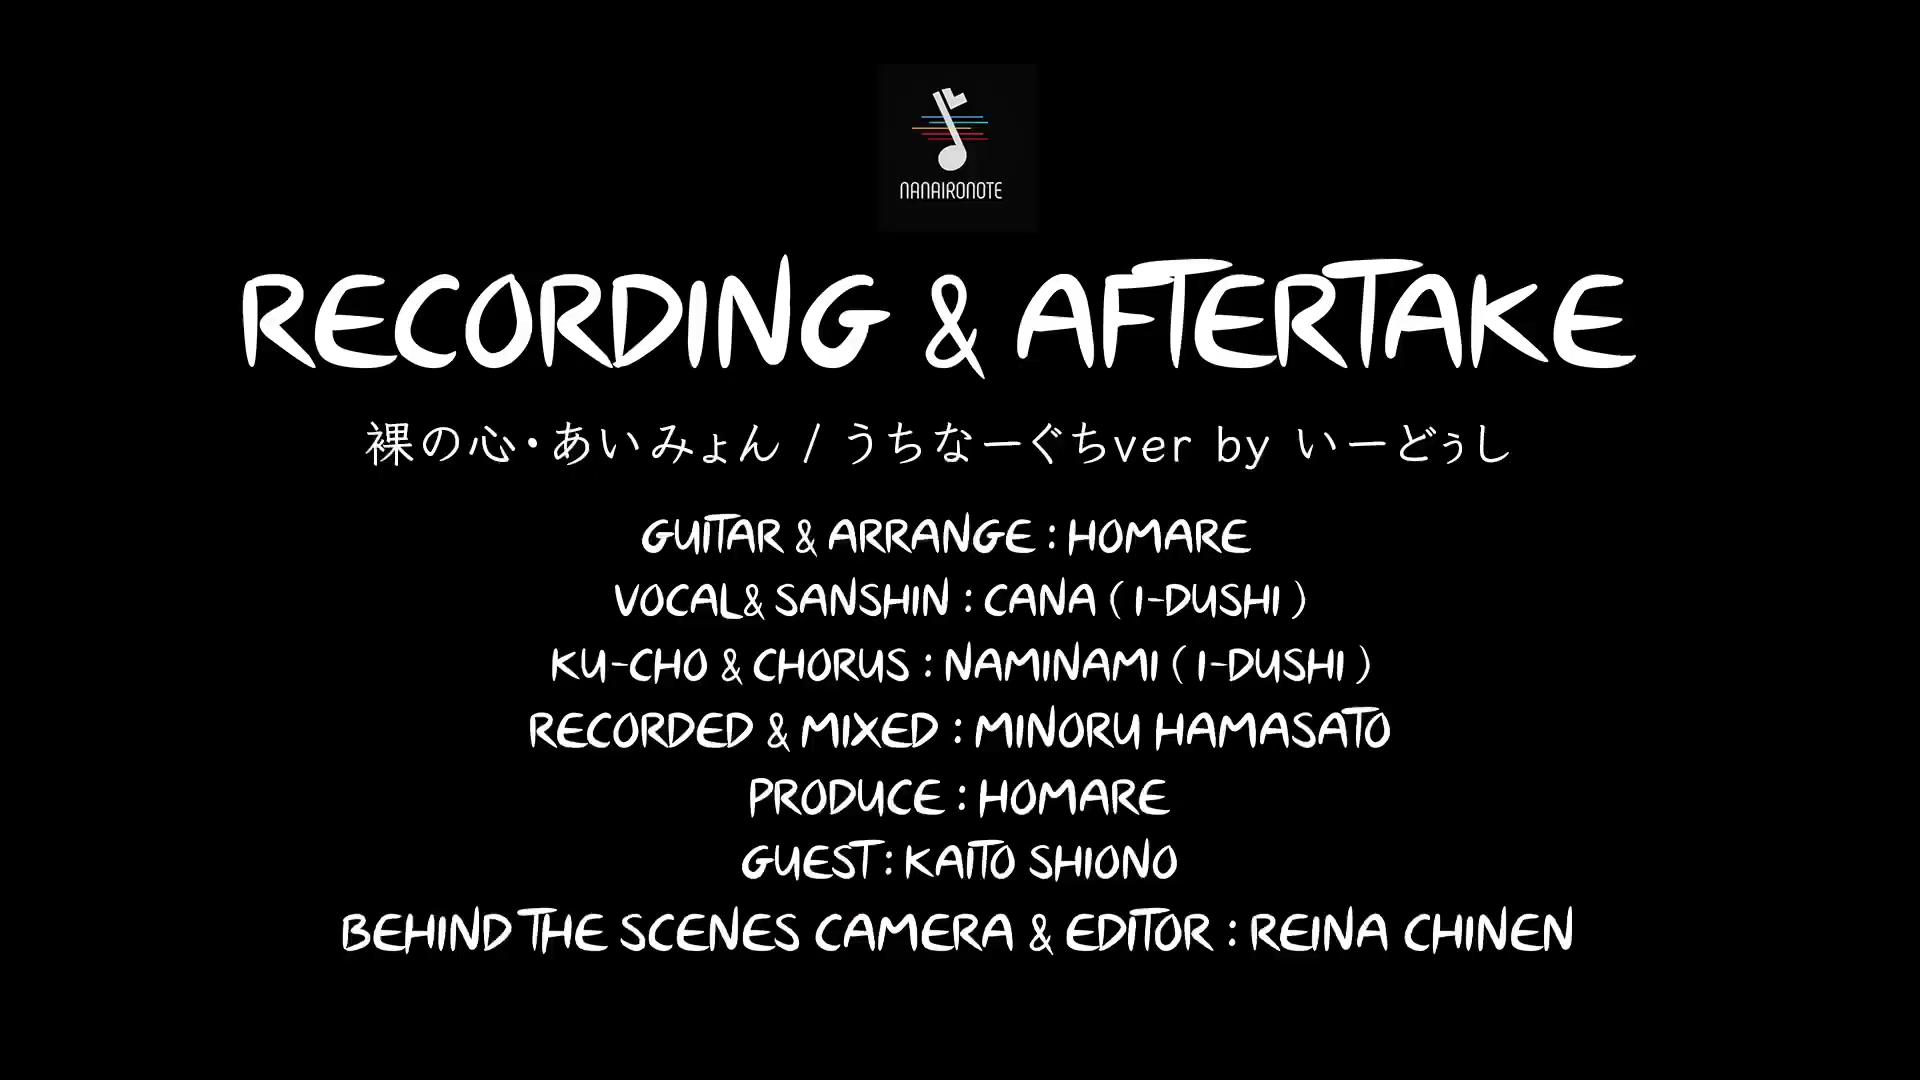 NANAIRONOTE
RECORDING & AFTERTAKE
裸の心・あいみょん / うちなーぐちver by いーどぅし
GUITAR & ARRANGE : HOMARE
VOCAL& SANSHIN : CANA ( I-DUSHI )
KU-CHO & CHORUS : NAMINAMI ( I-DUSHI )
RECORDED & MIXED : MINORU HAMASATO
PRODUCE : HOMARE
GUEST : KAITO SHIONO
BEHIND THE SCENES CAMERA & EDITOR : REINA CHINEN